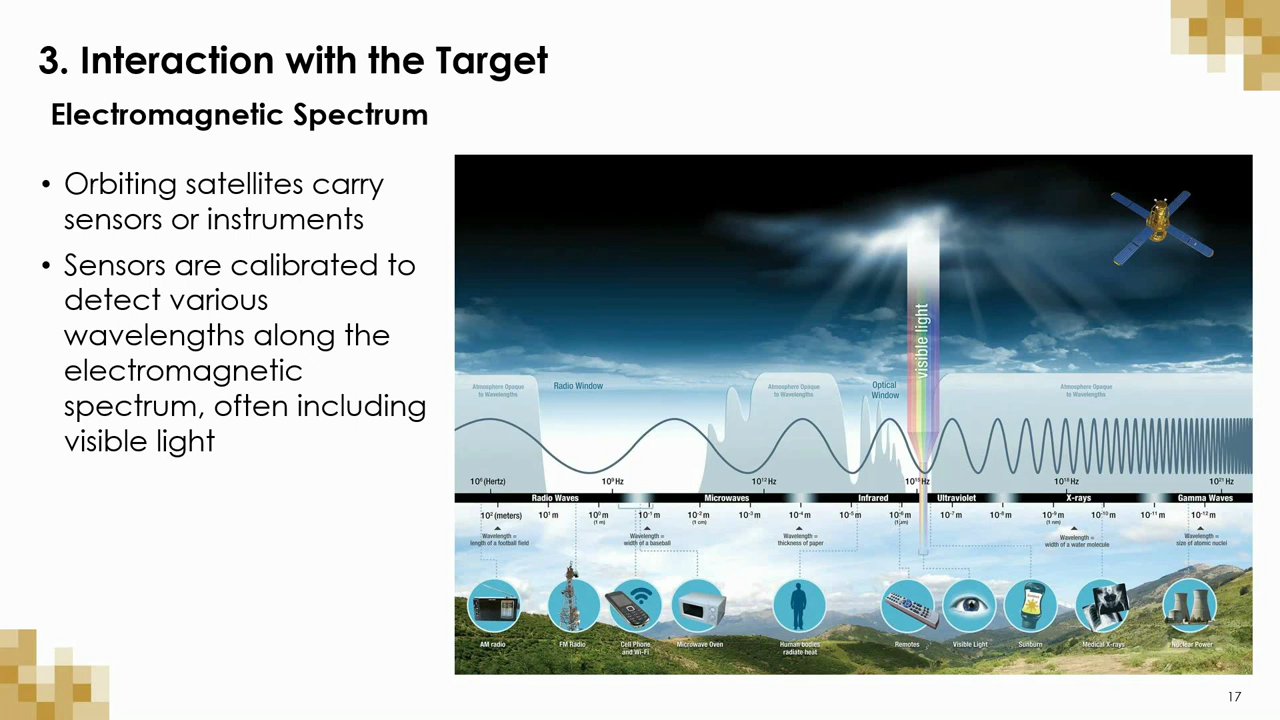 3. Interaction with the Target
Electromagnetic Spectrum
• Orbiting satellites carry
sensors or instruments
• Sensors are calibrated to
detect various
wavelengths along the
electromagnetic
spectrum, often including
visible light
visible light
Atmosphere Opaque
to Wavelengths
Radio Window
Atmosphere Opaque
to Wavelengths
Optical
Window
Atmosphere Opaque
to Wavelengths
10⁶ (Hertz)
10⁹ Hz
10¹² Hz
10¹⁵ Hz
10¹⁸ Hz
10²¹ Hz
Radio Waves
Microwaves
Infrared
Ultraviolet
X-rays
Gamma Waves
10² (meters)
10¹ m
10⁰ m
(1 m)
10⁻¹ m
10⁻² m
(1 cm)
10⁻³ m
10⁻⁴ m
10⁻⁵ m
10⁻⁶ m
(1 µm)
10⁻⁷ m
10⁻⁸ m
10⁻⁹ m
(1 nm)
10⁻¹⁰ m
10⁻¹¹ m
10⁻¹² m
Wavelength =
length of a football field
Wavelength =
width of a baseball
Wavelength =
thickness of paper
Wavelength =
width of a water molecule
Wavelength =
size of atomic nuclei
AM radio
FM Radio
Cell Phone
and Wi-Fi
Microwave Oven
Human bodies
radiate heat
Remotes
Visible Light
Sunburn
Medical X-rays
Nuclear Power
17